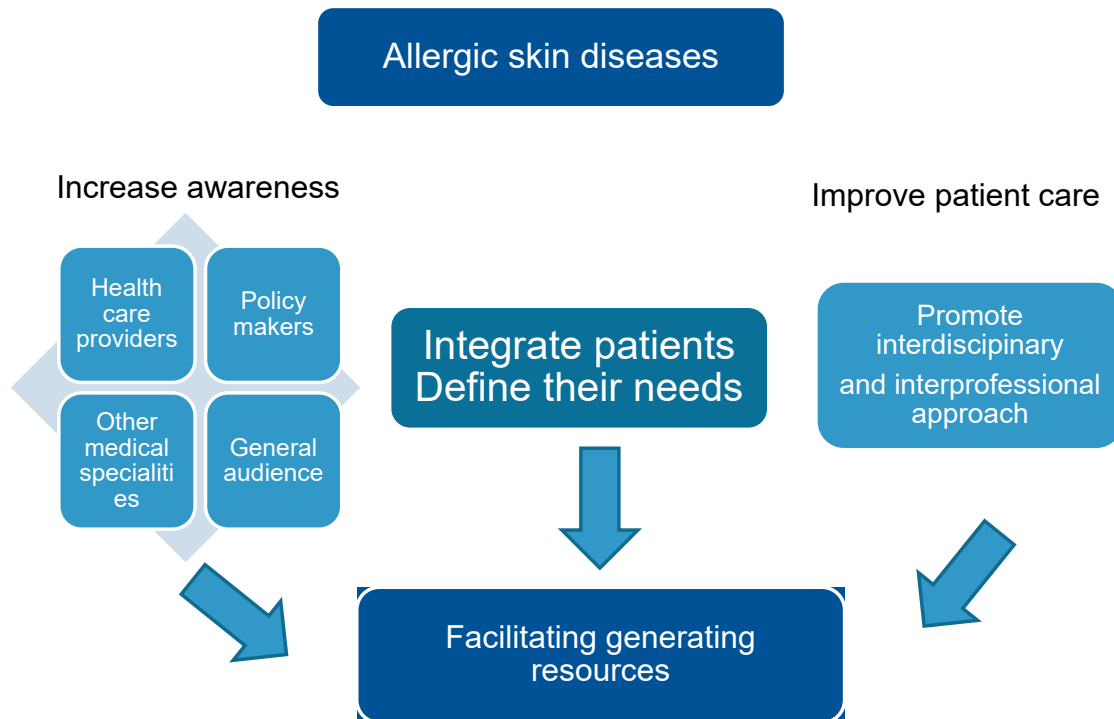 Allergic skin diseases
Increase awareness
Improve patient care
Health
care
providers
Policy
makers
Other
medical
specialiti
es
General
audience
Integrate patients
Define their needs
Promote
interdiscipinary
and interprofessional
approach
Facilitating generating
resources